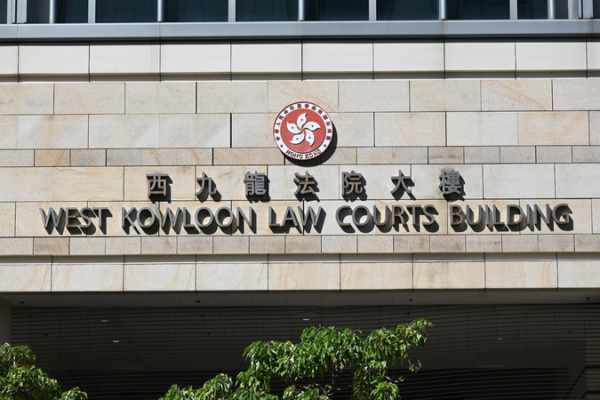 HONG KONG
西九龍法院大樓
WEST KOWLOON LAW COURTS BUILDING